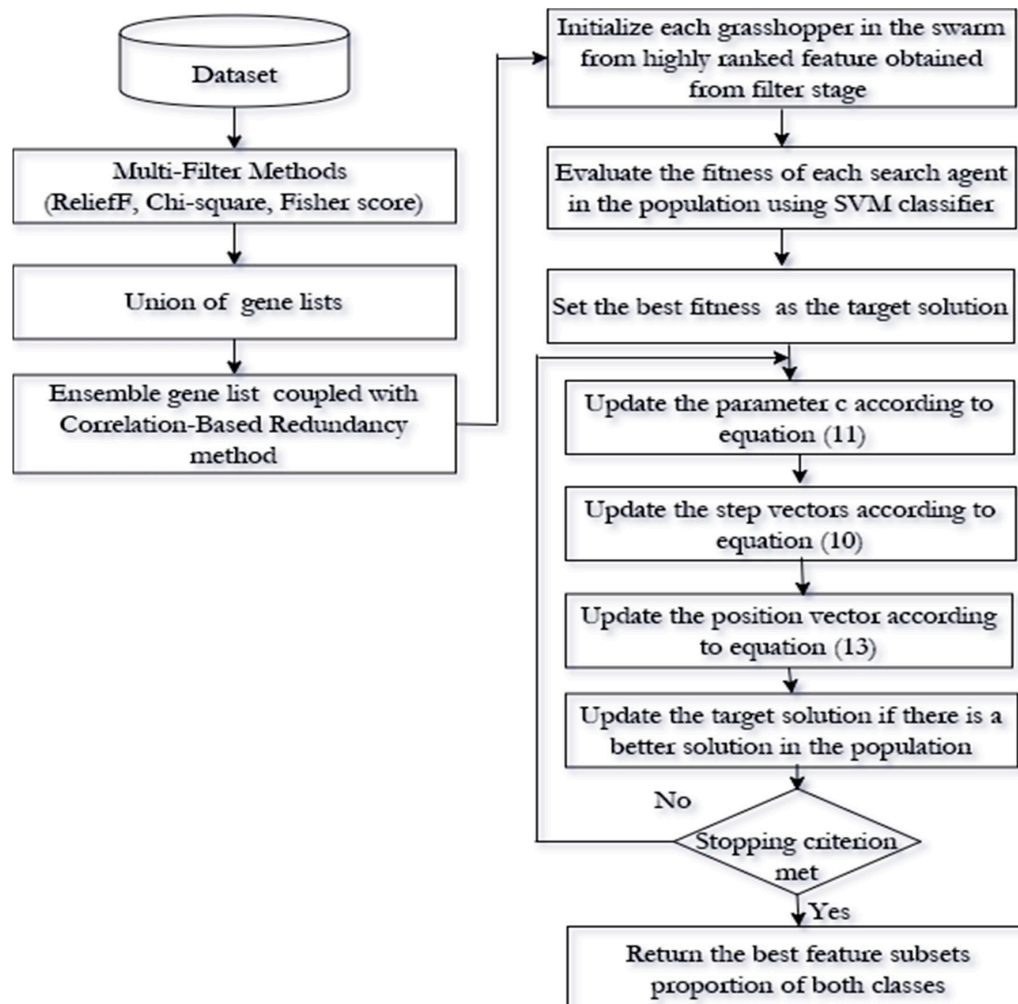 Dataset
Multi-Filter Methods
(ReliefF, Chi-square, Fisher score)
Union of gene lists
Ensemble gene list coupled with
Correlation-Based Redundancy
method
Initialize each grasshopper in the swarm
from highly ranked feature obtained
from filter stage
Evaluate the fitness of each search agent
in the population using SVM classifier
Set the best fitness as the target solution
Update the parameter c according to
equation (11)
Update the step vectors according to
equation (10)
Update the position vector according
to equation (13)
Update the target solution if there is a
better solution in the population
No
Stopping criterion
met
Yes
Return the best feature subsets
proportion of both classes